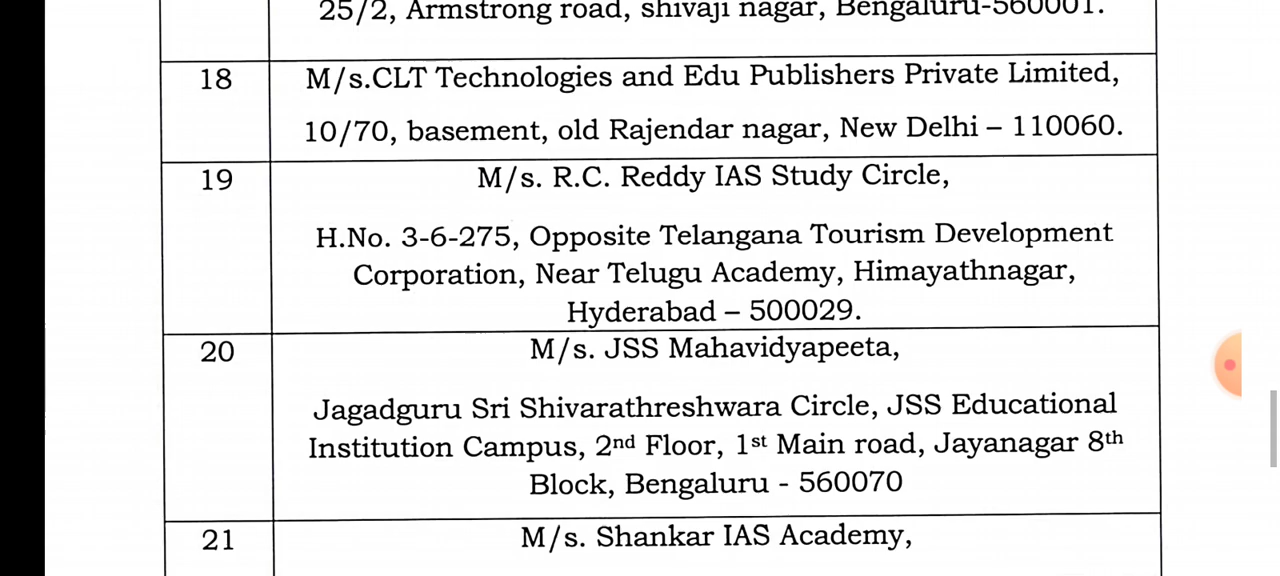 25/2, Armstrong road, shivaji nagar, Bengaluru-560001.
18
M/s.CLT Technologies and Edu Publishers Private Limited,
10/70, basement, old Rajendar nagar, New Delhi – 110060.
19
M/s. R.C. Reddy IAS Study Circle,
H.No. 3-6-275, Opposite Telangana Tourism Development
Corporation, Near Telugu Academy, Himayathnagar,
Hyderabad – 500029.
20
M/s. JSS Mahavidyapeeta,
Jagadguru Sri Shivarathreshwara Circle, JSS Educational
Institution Campus, 2nd Floor, 1st Main road, Jayanagar 8th
Block, Bengaluru - 560070
21
M/s. Shankar IAS Academy,